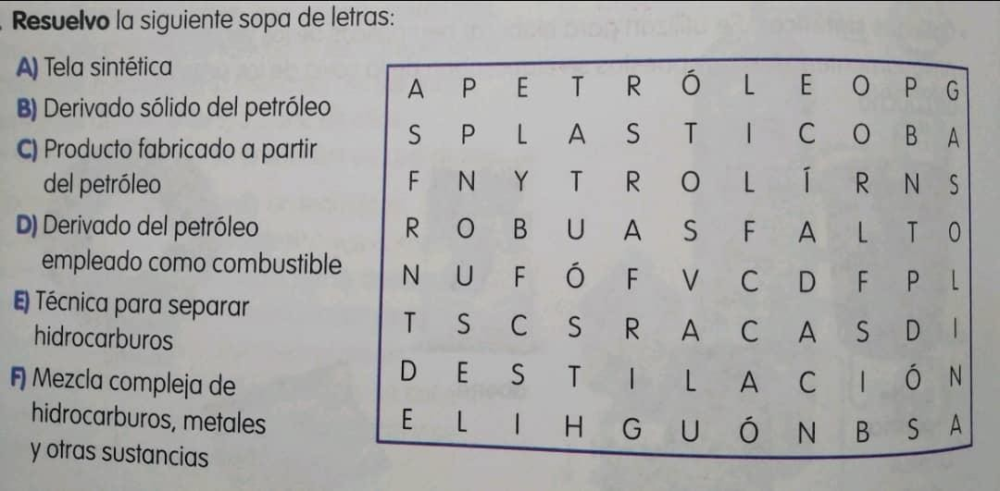 Resuelvo la siguiente sopa de letras:
A) Tela sintética
B) Derivado sólido del petróleo
C) Producto fabricado a partir
del petróleo
D) Derivado del petróleo
empleado como combustible
E) Técnica para separar
hidrocarburos
F) Mezcla compleja de
hidrocarburos, metales
y otras sustancias
A P E T R Ó L E O P G
S P L A S T I C O B A
F N Y T R O L Í R N S
R O B U A S F A L T O
N U F Ó F V C D F P L
T S C S R A C A S D I
D E S T I L A C I Ó N
E L I H G U Ó N B S A